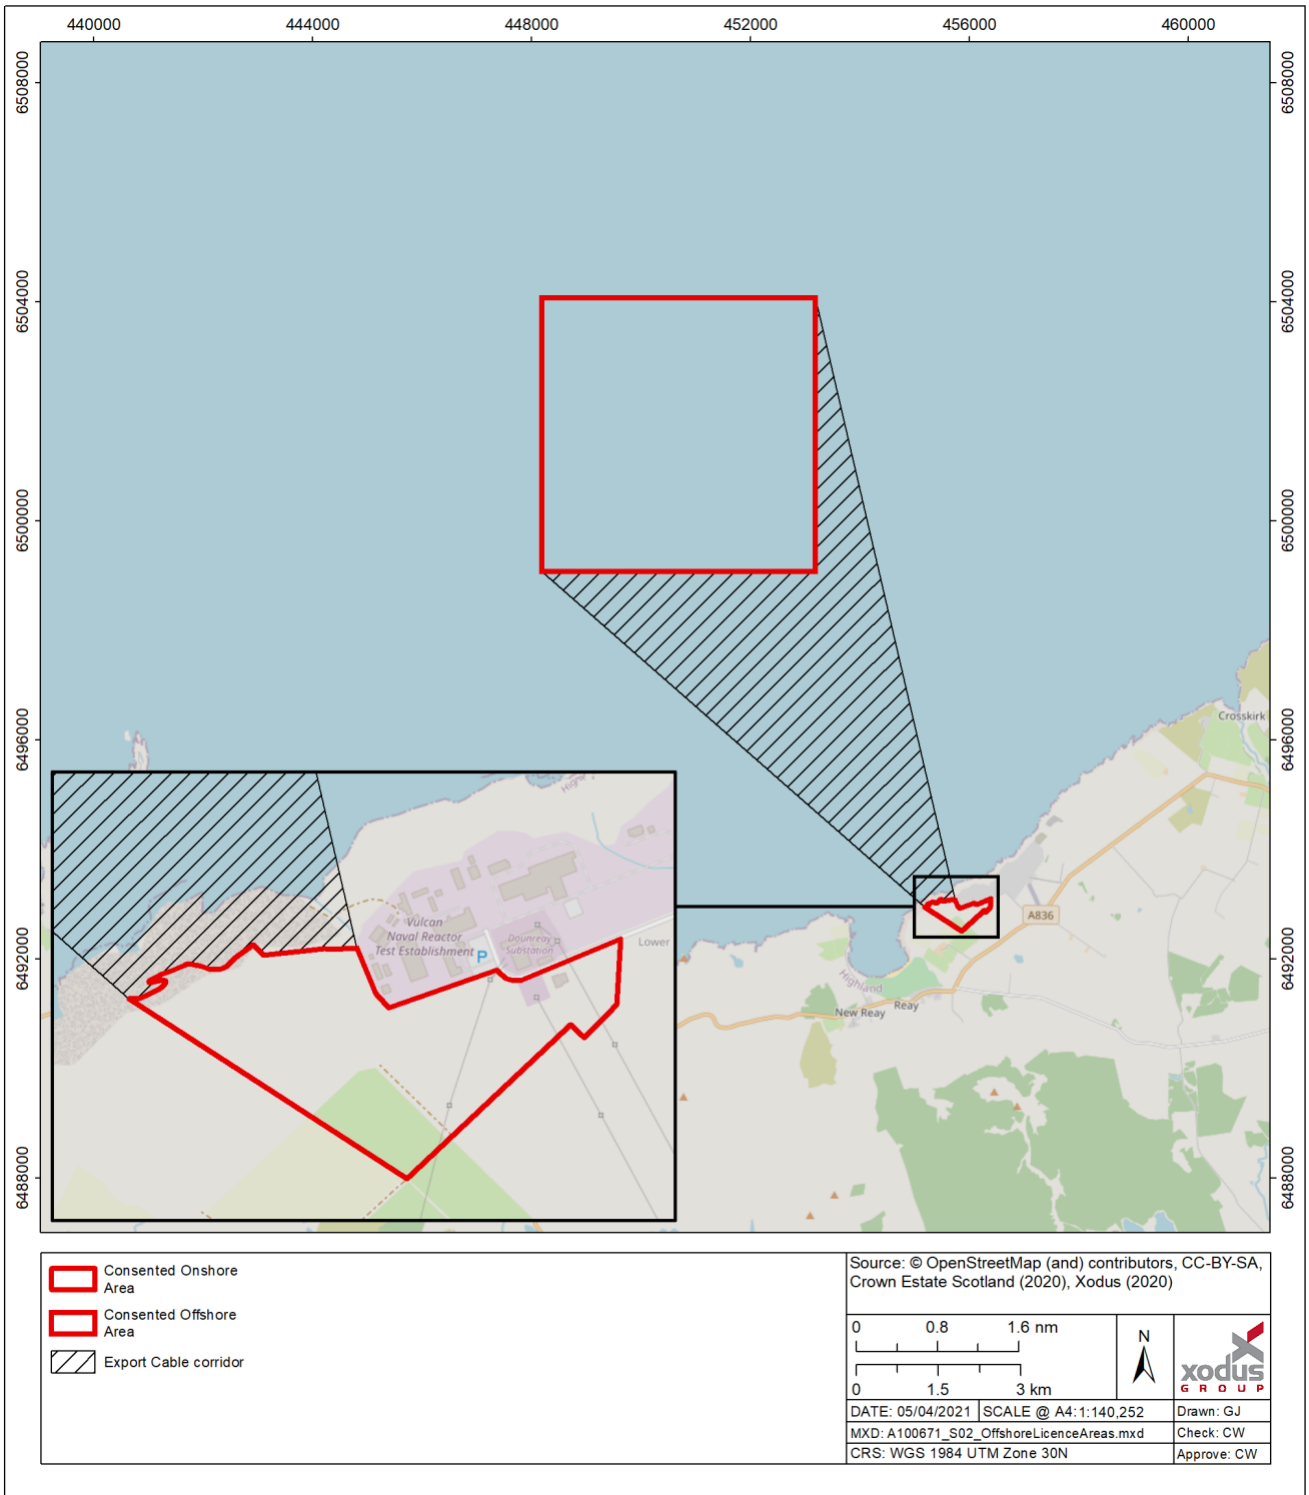 440000 444000 448000 452000 456000 460000
6508000 6508000
6504000 6504000
6500000 6500000
6496000 6496000
6492000 6492000
6488000 6488000
Crosskirk
A836
Highland
New Reay
Reay
Vulcan
Naval Reactor
Test Establishment
P
Dounreay
Substation
Lower
Consented Onshore
Area
Consented Offshore
Area
Export Cable corridor
Source: © OpenStreetMap (and) contributors, CC-BY-SA,
Crown Estate Scotland (2020), Xodus (2020)
0 0.8 1.6 nm
0 1.5 3 km
N
xodus
GROUP
DATE: 05/04/2021 SCALE @ A4:1:140,252 Drawn: GJ
MXD: A100671_S02_OffshoreLicenceAreas.mxd Check: CW
CRS: WGS 1984 UTM Zone 30N Approve: CW